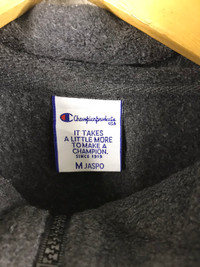 Championproducts
USA
IT TAKES
A LITTLE MORE
TO MAKE A
CHAMPION.
SINCE 1919
M JASPO